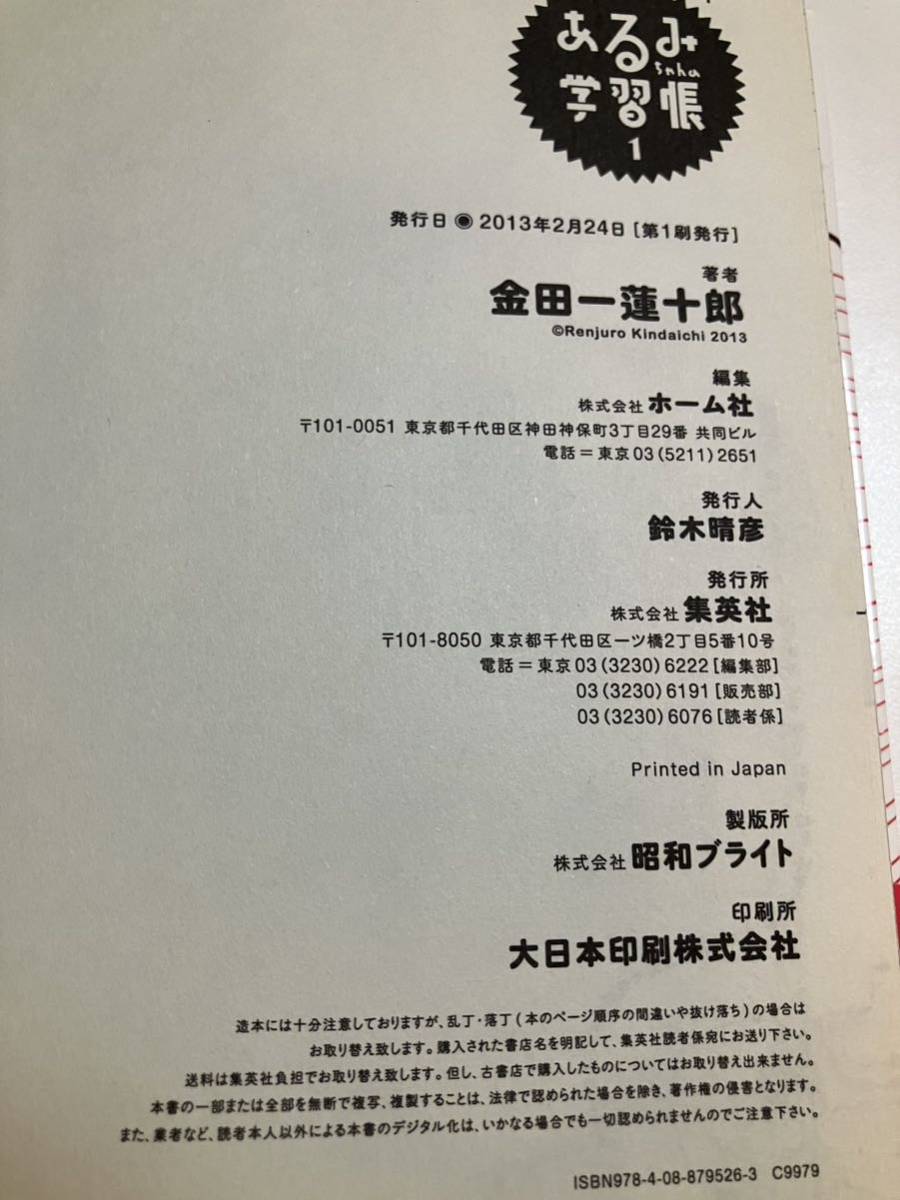 あるみ
ちゃんの
学習帳
1
発行日◉2013年2月24日[第1刷発行]
著者
金田一蓮十郎
©Renjuro Kindaichi 2013
編集
株式会社 ホーム社
〒101-0051 東京都千代田区神田神保町3丁目29番 共同ビル
電話=東京03(5211)2651
発行人
鈴木晴彦
発行所
株式会社 集英社
〒101-8050 東京都千代田区一ツ橋2丁目5番10号
電話=東京03(3230)6222[編集部]
03(3230)6191[販売部]
03(3230)6076[読者係]
Printed in Japan
製版所
株式会社 昭和ブライト
印刷所
大日本印刷株式会社
造本には十分注意しておりますが、乱丁・落丁(本のページ順序の間違いや抜け落ち)の場合は
お取り替え致します。購入された書店名を明記して、集英社読者係宛にお送り下さい。
送料は集英社負担でお取り替え致します。但し、古書店で購入したものについてはお取り替え出来ません。
本書の一部または全部を無断で複写、複製することは、法律で認められた場合を除き、著作権の侵害となります。
また、業者など、読者本人以外による本書のデジタル化は、いかなる場合でも一切認められませんのでご注意下さい。
ISBN978-4-08-879526-3 C9979